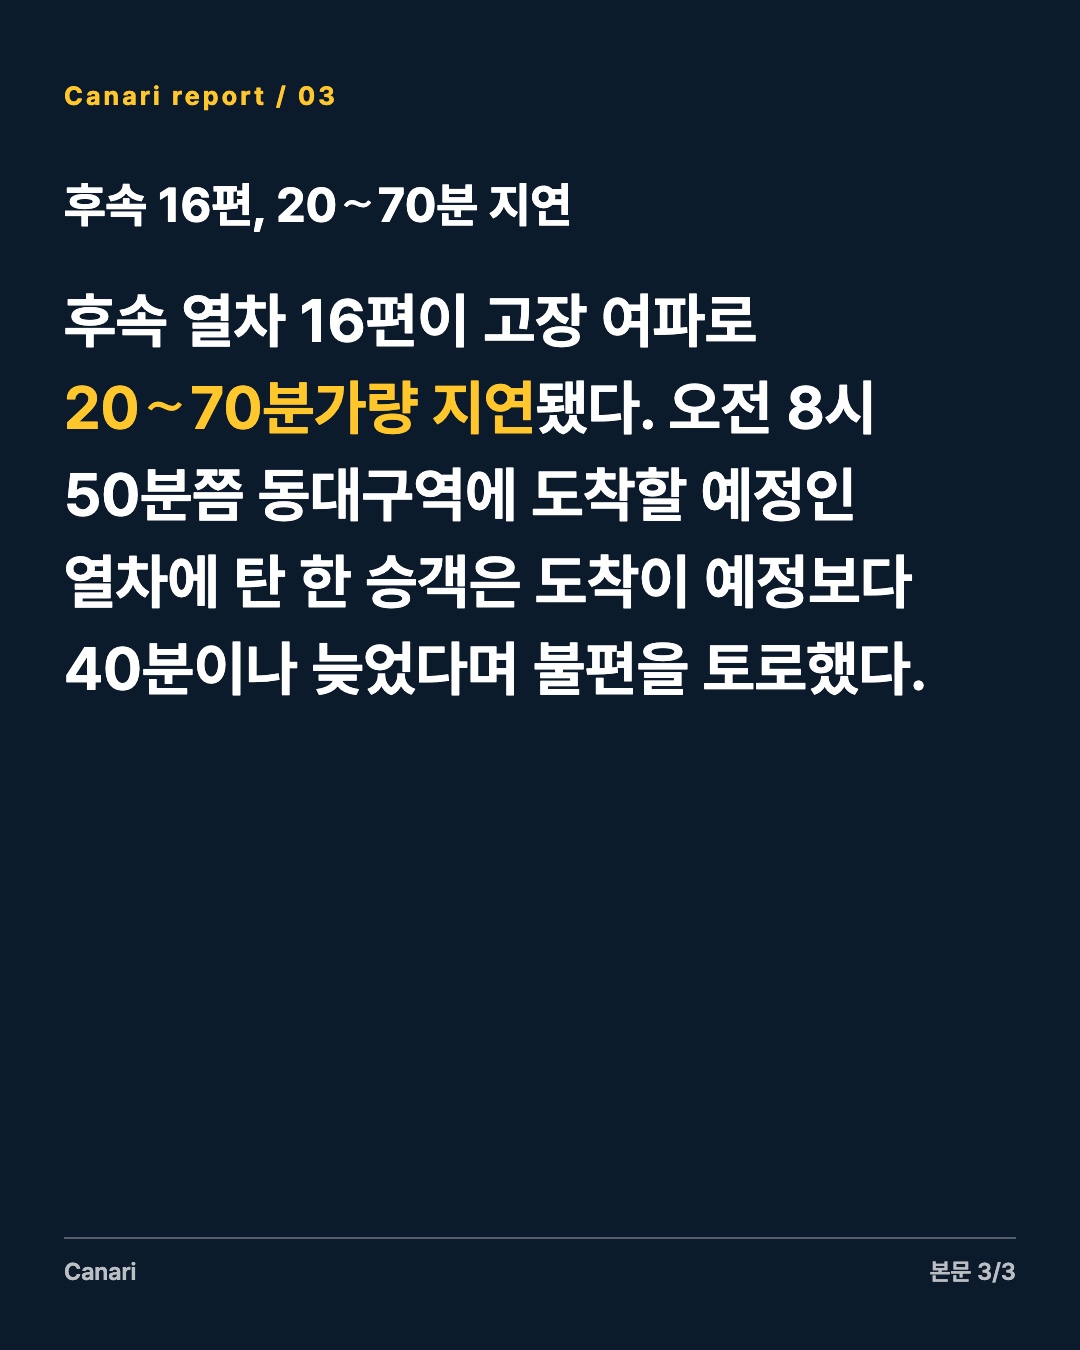 Canari report / 03
후속 16편, 20～70분 지연
후속 열차 16편이 고장 여파로
20～70분가량 지연됐다. 오전 8시
50분쯤 동대구역에 도착할 예정인
열차에 탄 한 승객은 도착이 예정보다
40분이나 늦었다며 불편을 토로했다.
Canari
본문 3/3